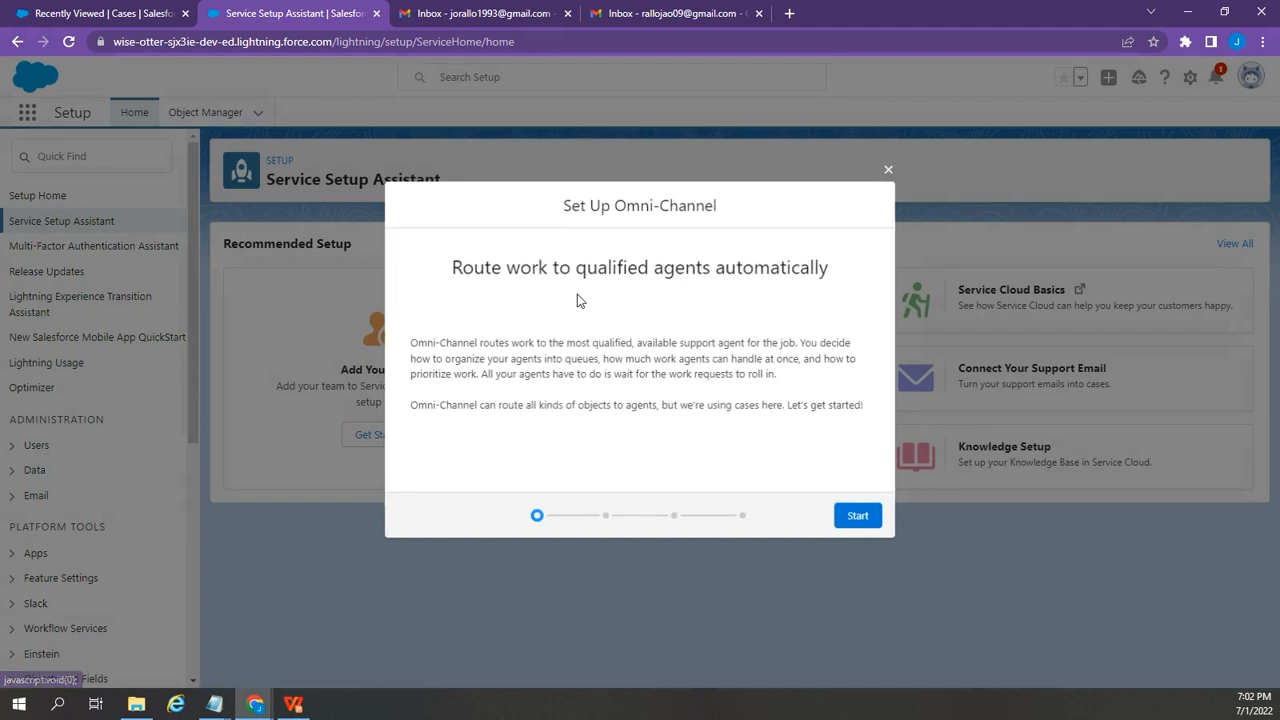 Recently Viewed | Cases | Salesfo
Service Setup Assistant | Salesfor
Inbox - jorallo1993@gmail.com -
Inbox - rallojao09@gmail.com -
wise-otter-sjx3ie-dev-ed.lightning.force.com/lightning/setup/ServiceHome/home
J
Search Setup
1
Setup
Home
Object Manager
Quick Find
Setup Home
Service Setup Assistant
Multi-Factor Authentication Assistant
Release Updates
Lightning Experience Transition
Assistant
New Salesforce Mobile App QuickStart
Lightning Usage
Optimizer
ADMINISTRATION
Users
Data
Email
PLATFORM TOOLS
Apps
Feature Settings
Slack
Workflow Services
Einstein
Fields
javascript:void(0);
SETUP
Service Setup Assistant
Recommended Setup
View All
Add You
Add your team to Servic
setup
Get Sta
Set Up Omni-Channel
Route work to qualified agents automatically
Omni-Channel routes work to the most qualified, available support agent for the job. You decide
how to organize your agents into queues, how much work agents can handle at once, and how to
prioritize work. All your agents have to do is wait for the work requests to roll in.
Omni-Channel can route all kinds of objects to agents, but we're using cases here. Let's get started!
Start
Service Cloud Basics
See how Service Cloud can help you keep your customers happy.
Connect Your Support Email
Turn your support emails into cases.
Knowledge Setup
Set up your Knowledge Base in Service Cloud.
7:02 PM
7/1/2022